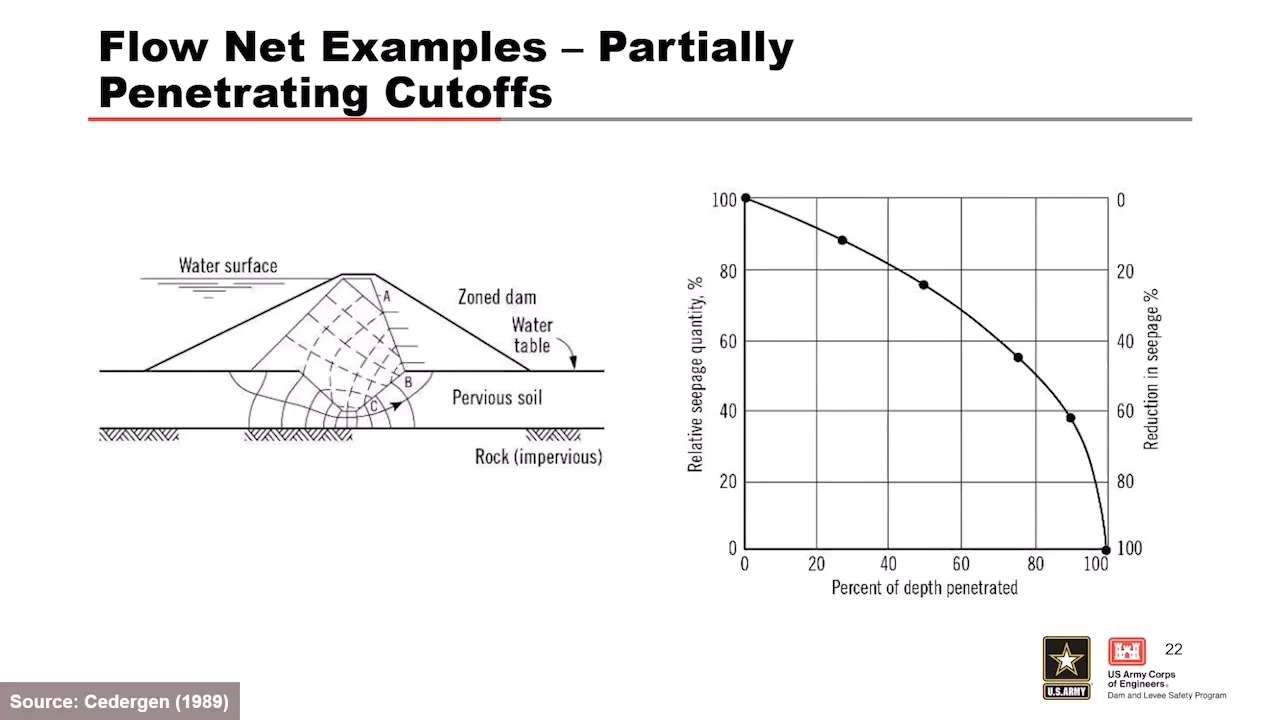 Flow Net Examples – Partially
Penetrating Cutoffs
Water surface
A
Zoned dam
Water
table
B
C
Pervious soil
Rock (impervious)
Relative seepage quantity, %
100
80
60
40
20
0
0
20
40
60
80
100
Percent of depth penetrated
0
20
40
60
80
100
Reduction in seepage %
U.S.ARMY
US Army Corps
of Engineers®
Dam and Levee Safety Program
22
Source: Cedergen (1989)